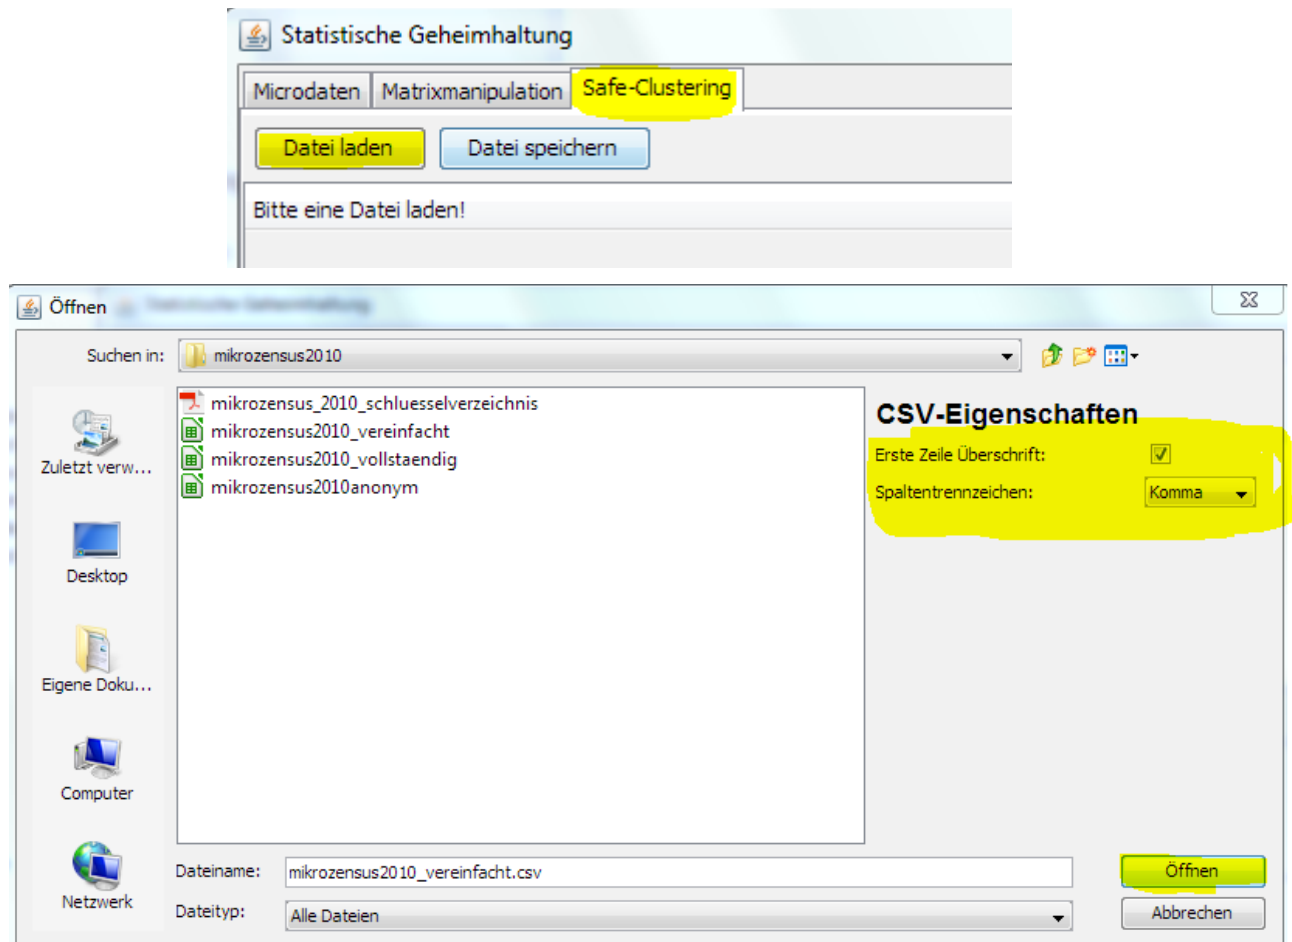 Statistische Geheimhaltung
Microdaten Matrixmanipulation Safe-Clustering
Datei laden Datei speichern
Bitte eine Datei laden!
Öffnen Statistische Geheimhaltung
Suchen in: mikrozensus2010
mikrozensus_2010_schluesselverzeichnis
mikrozensus2010_vereinfacht
mikrozensus2010_vollstaendig
mikrozensus2010anonym
Zuletzt verw...
Desktop
Eigene Doku...
Computer
Netzwerk
CSV-Eigenschaften
Erste Zeile Überschrift:
Spaltentrennzeichen: Komma
Dateiname: mikrozensus2010_vereinfacht.csv
Öffnen
Dateityp: Alle Dateien
Abbrechen